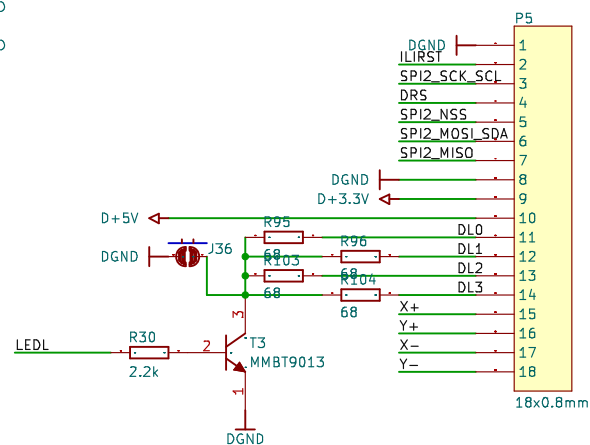 P5
DGND 1
ILIRST 2
SPI2_SCK_SCL 3
DRS 4
SPI2_NSS 5
SPI2_MOSI_SDA 6
SPI2_MISO 7
DGND 8
D+3.3V 9
D+5V 10
R95 DL0 11
68
DGND J36 R96 DL1 12
68
R103 DL2 13
68
R104 DL3 14
68
X+ 15
Y+ 16
X- 17
Y- 18
3
LEDL R30 2 T3
2.2k MMBT9013
1
DGND
18x0.8mm